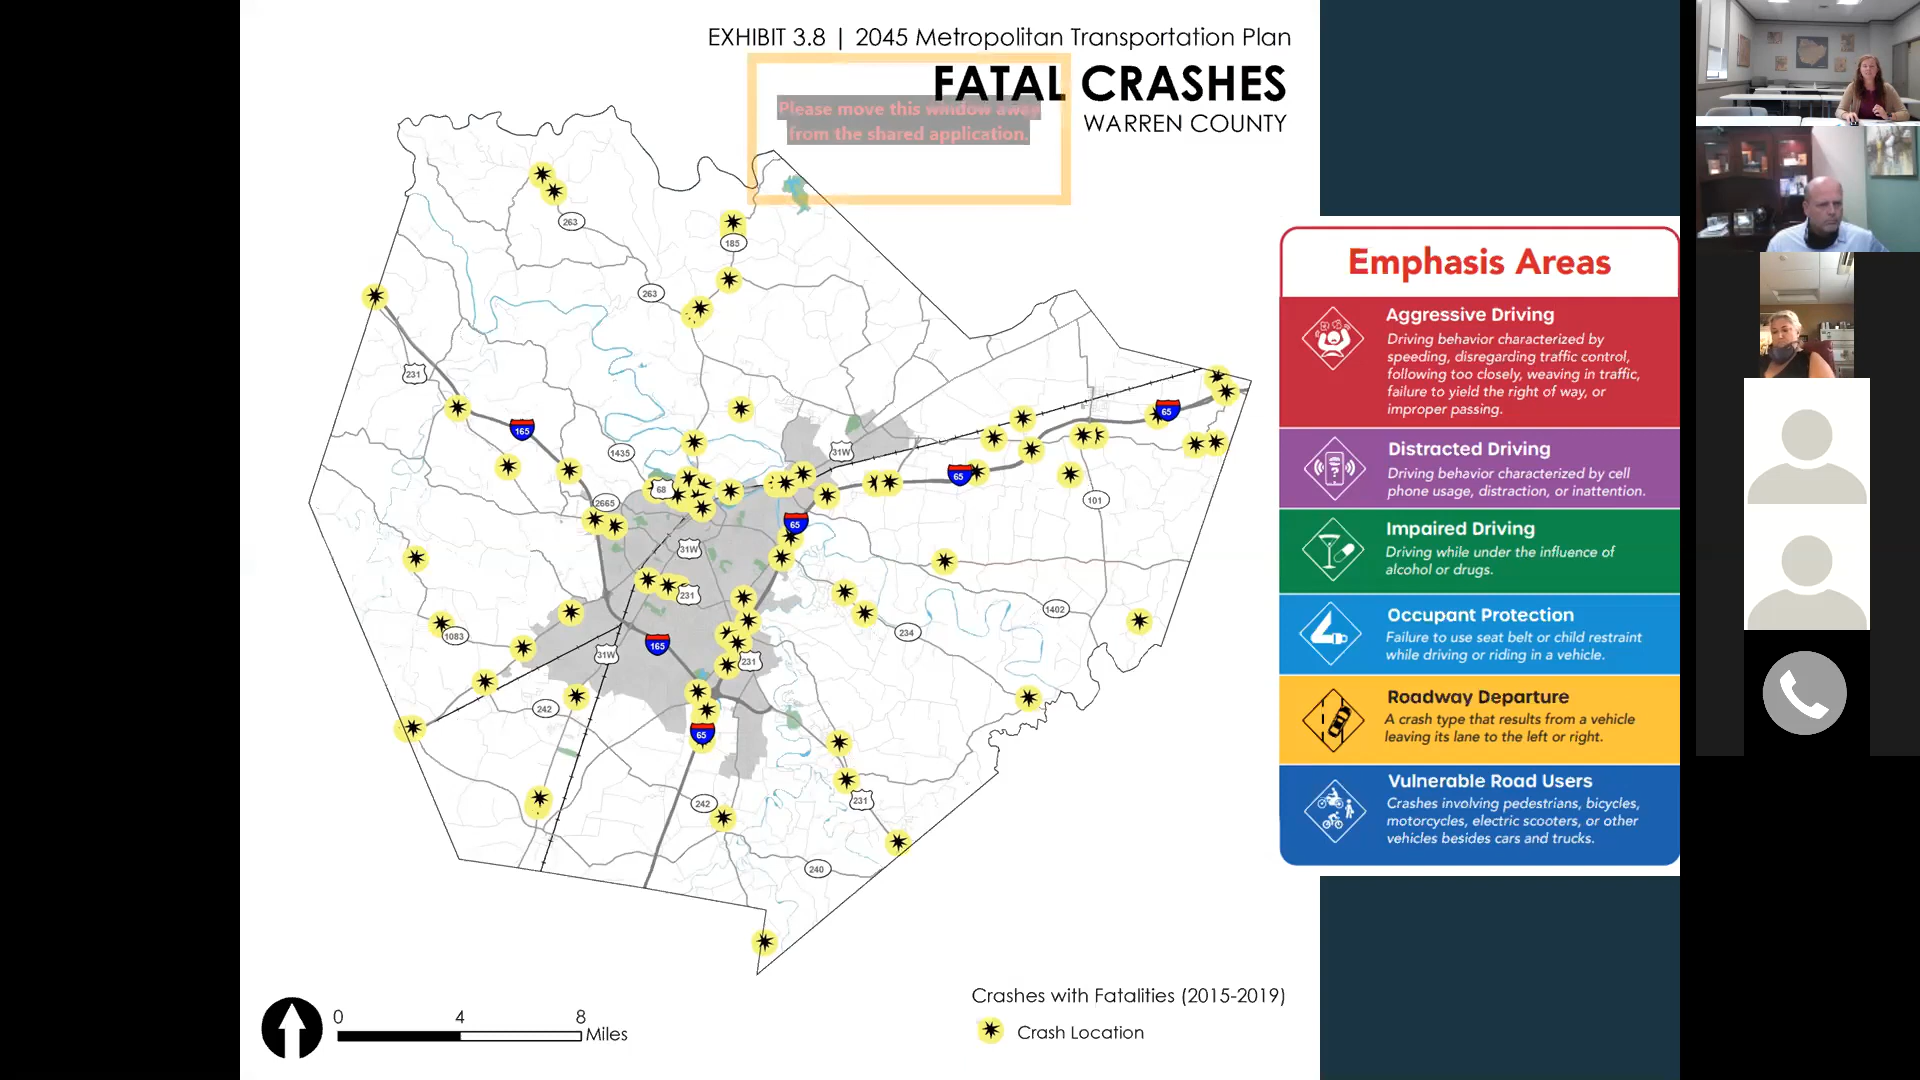 EXHIBIT 3.8 | 2045 Metropolitan Transportation Plan
FATAL CRASHES
WARREN COUNTY
Please move this window away
from the shared application.
263
185
263
231
165
1435
31W
65
65
68
2665
101
65
31W
231
1402
1083
234
165
31W
231
242
65
242
231
240
Emphasis Areas
Aggressive Driving
Driving behavior characterized by
speeding, disregarding traffic control,
following too closely, weaving in traffic,
failure to yield the right of way, or
improper passing.
Distracted Driving
Driving behavior characterized by cell
phone usage, distraction, or inattention.
Impaired Driving
Driving while under the influence of
alcohol or drugs.
Occupant Protection
Failure to use seat belt or child restraint
while driving or riding in a vehicle.
Roadway Departure
A crash type that results from a vehicle
leaving its lane to the left or right.
Vulnerable Road Users
Crashes involving pedestrians, bicycles,
motorcycles, electric scooters, or other
vehicles besides cars and trucks.
Crashes with Fatalities (2015-2019)
Crash Location
0 4 8
Miles